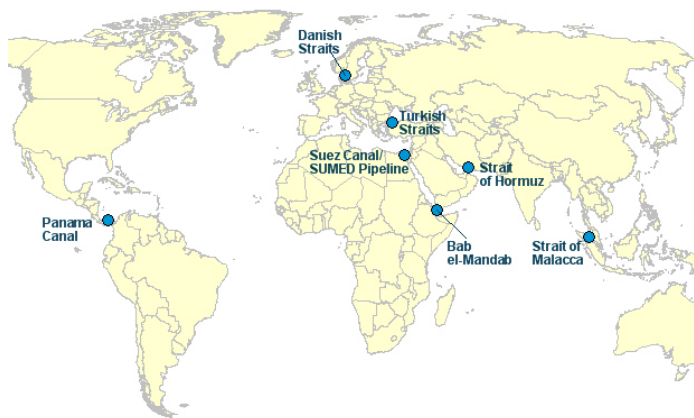 Danish
Straits
Turkish
Straits
Suez Canal/
SUMED Pipeline
Strait
of Hormuz
Panama
Canal
Bab
el-Mandab
Strait of
Malacca